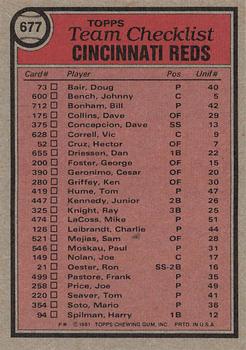 677
TOPPS
Team Checklist
CINCINNATI REDS
Card# Player Pos Unif#
73 Bair, Doug P 40
600 Bench, Johnny C 5
712 Bonham, Bill P 42
175 Collins, Dave OF 29
375 Concepcion, Dave SS 13
628 Correll, Vic C 9
52 Cruz, Hector OF 7
655 Driessen, Dan 1B 22
200 Foster, George OF 15
390 Geronimo, Cesar OF 20
280 Griffey, Ken OF 30
419 Hume, Tom P 47
447 Kennedy, Junior 2B 26
325 Knight, Ray 3B 25
474 LaCoss, Mike P 51
126 Leibrandt, Charlie P 44
521 Mejias, Sam OF 28
546 Moskau, Paul P 31
149 Nolan, Joe C 17
21 Oester, Ron SS-2B 16
499 Pastore, Frank P 35
258 Price, Joe P 49
220 Seaver, Tom P 41
354 Soto, Mario P 36
94 Spilman, Harry 1B 12
© 1981 TOPPS CHEWING GUM, INC. PRTD. IN U.S.A.